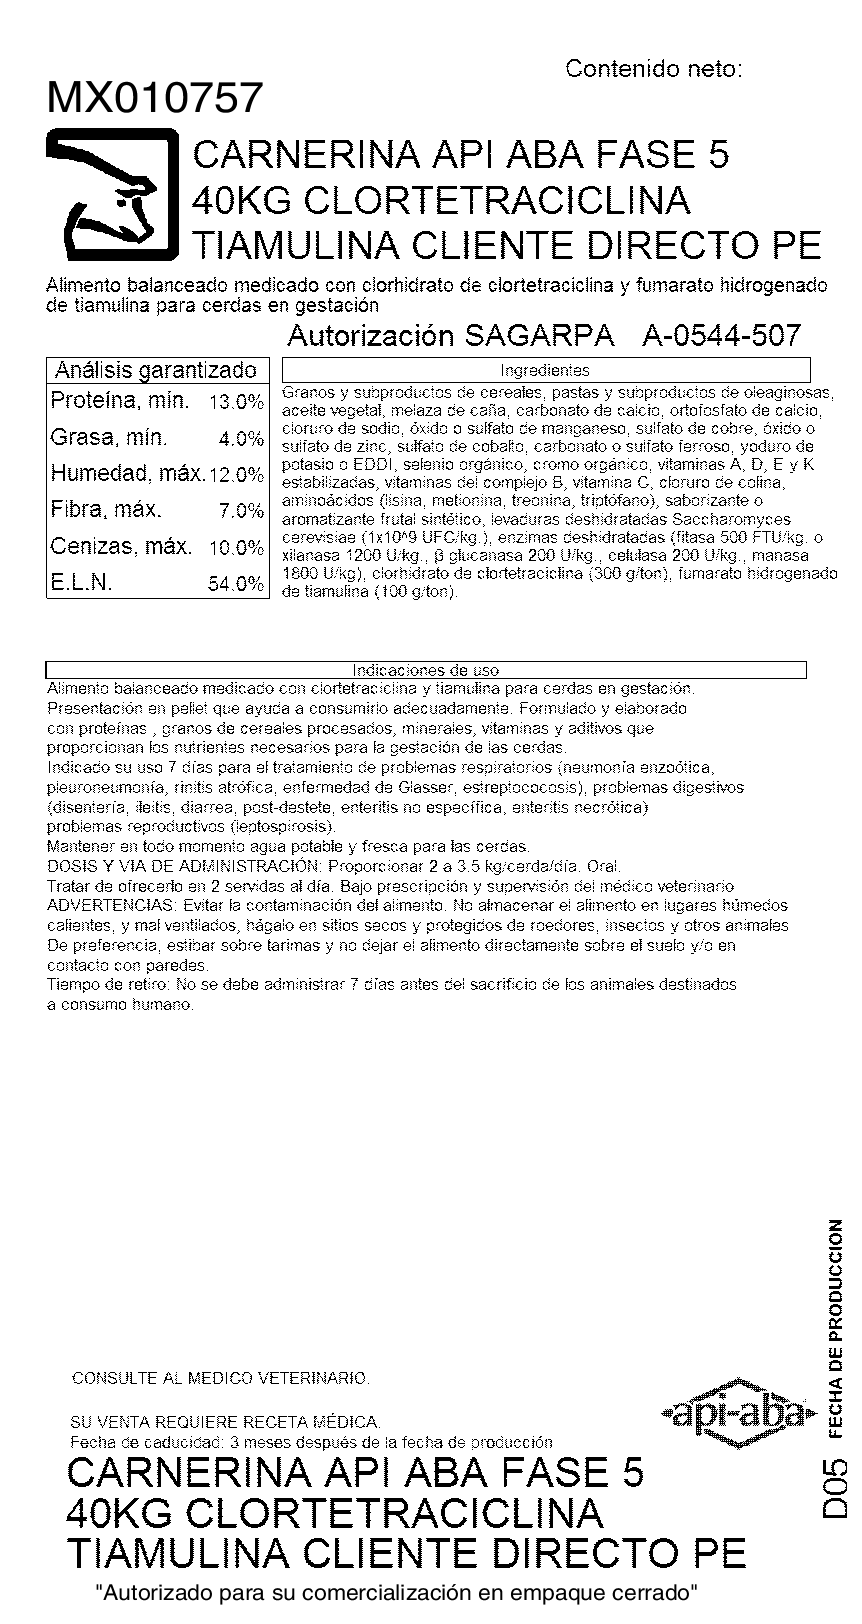 Contenido neto:
MX010757
CARNERINA API ABA FASE 5
40KG CLORTETRACICLINA
TIAMULINA CLIENTE DIRECTO PE
Alimento balanceado medicado con clorhidrato de clortetraciclina y fumarato hidrogenado
de tiamulina para cerdas en gestación
Autorización SAGARPA A-0544-507
Análisis garantizado
Proteína, mín. 13.0%
Grasa, mín. 4.0%
Humedad, máx. 12.0%
Fibra, máx. 7.0%
Cenizas, máx. 10.0%
E.L.N. 54.0%
Ingredientes
Granos y subproductos de cereales, pastas y subproductos de oleaginosas,
aceite vegetal, melaza de caña, carbonato de calcio, ortofosfato de calcio,
cloruro de sodio, óxido o sulfato de manganeso, sulfato de cobre, óxido o
sulfato de zinc, sulfato de cobalto, carbonato o sulfato ferroso, yoduro de
potasio o EDDI, selenio orgánico, cromo orgánico, vitaminas A, D, E y K
estabilizadas, vitaminas del complejo B, vitamina C, cloruro de colina,
aminoácidos (lisina, metionina, treonina, triptófano), saborizante o
aromatizante frutal sintético, levaduras deshidratadas Saccharomyces
cerevisiae (1x10^9 UFC/kg.), enzimas deshidratadas (fitasa 500 FTU/kg. o
xilanasa 1200 U/kg., β glucanasa 200 U/kg., celulasa 200 U/kg., manasa
1800 U/kg), clorhidrato de clortetraciclina (300 g/ton), fumarato hidrogenado
de tiamulina (100 g/ton).
Indicaciones de uso
Alimento balanceado medicado con clortetraciclina y tiamulina para cerdas en gestación.
Presentación en pellet que ayuda a consumirlo adecuadamente. Formulado y elaborado
con proteínas , granos de cereales procesados, minerales, vitaminas y aditivos que
proporcionan los nutrientes necesarios para la gestación de las cerdas.
Indicado su uso 7 días para el tratamiento de problemas respiratorios (neumonía enzoótica,
pleuroneumonía, rinitis atrófica, enfermedad de Glasser, estreptococosis), problemas digestivos
(disentería, ileítis, diarrea, post-destete, enteritis no específica, enteritis necrótica)
problemas reproductivos (leptospirosis).
Mantener en todo momento agua potable y fresca para las cerdas.
DOSIS Y VIA DE ADMINISTRACIÓN: Proporcionar 2 a 3.5 kg/cerda/día. Oral.
Tratar de ofrecerlo en 2 servidas al día. Bajo prescripción y supervisión del médico veterinario
ADVERTENCIAS: Evitar la contaminación del alimento. No almacenar el alimento en lugares húmedos
calientes, y mal ventilados, hágalo en sitios secos y protegidos de roedores, insectos y otros animales
De preferencia, estibar sobre tarimas y no dejar el alimento directamente sobre el suelo y/o en
contacto con paredes.
Tiempo de retiro: No se debe administrar 7 días antes del sacrificio de los animales destinados
a consumo humano.
FECHA DE PRODUCCION
D05
CONSULTE AL MEDICO VETERINARIO.
api-aba
SU VENTA REQUIERE RECETA MÉDICA.
Fecha de caducidad: 3 meses después de la fecha de producción
CARNERINA API ABA FASE 5
40KG CLORTETRACICLINA
TIAMULINA CLIENTE DIRECTO PE
"Autorizado para su comercialización en empaque cerrado"